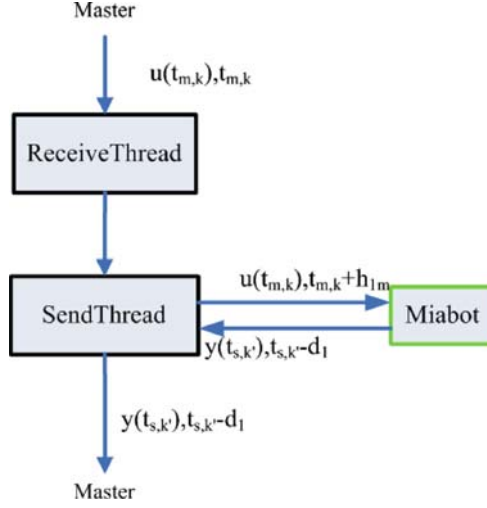 Master
u(tm,k),tm,k
ReceiveThread
u(tm,k),tm,k+h1m
SendThread
Miabot
y(ts,k'),ts,k'-d1
y(ts,k'),ts,k'-d1
Master